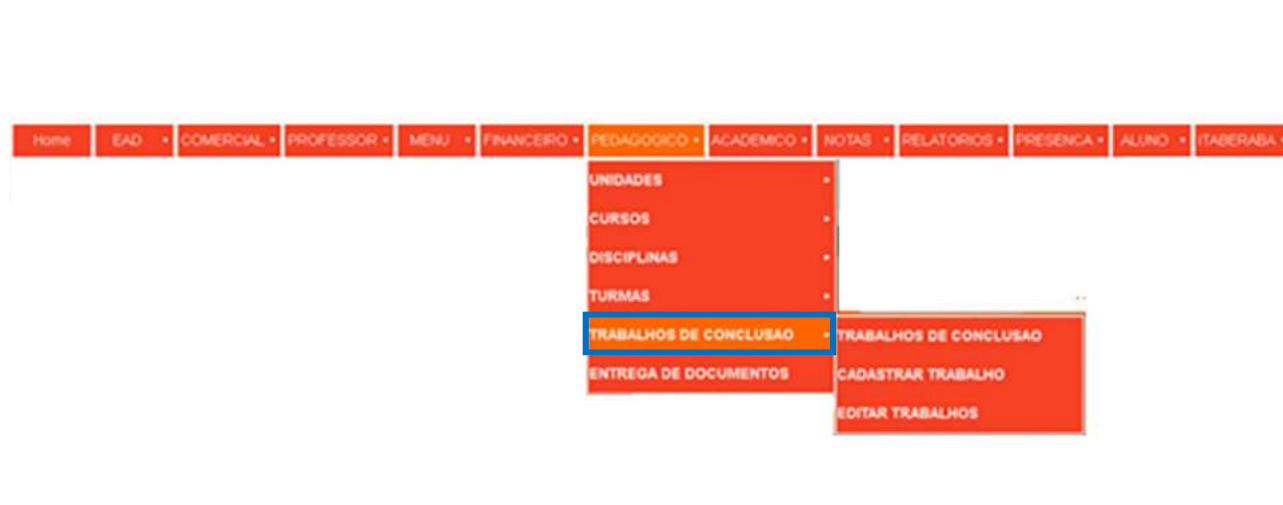 Home EAD COMERCIAL PROFESSOR MENU FINANCEIRO PEDAGOGICO ACADEMICO NOTAS RELATORIOS PRESENCA ALUNO ITABERABA
UNIDADES
CURSOS
DISCIPLINAS
TURMAS
TRABALHOS DE CONCLUSAO
ENTREGA DE DOCUMENTOS
TRABALHOS DE CONCLUSAO
CADASTRAR TRABALHO
EDITAR TRABALHOS